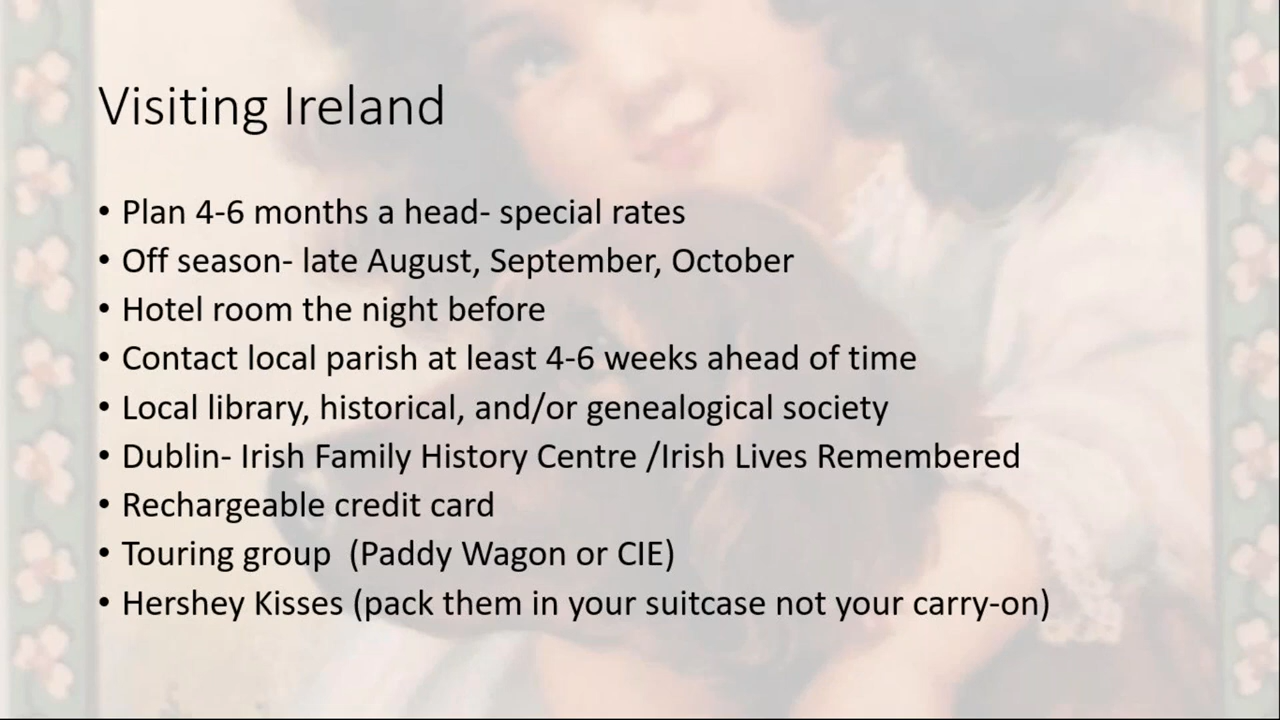 Visiting Ireland
• Plan 4-6 months a head- special rates
• Off season- late August, September, October
• Hotel room the night before
• Contact local parish at least 4-6 weeks ahead of time
• Local library, historical, and/or genealogical society
• Dublin- Irish Family History Centre /Irish Lives Remembered
• Rechargeable credit card
• Touring group  (Paddy Wagon or CIE)
• Hershey Kisses (pack them in your suitcase not your carry-on)